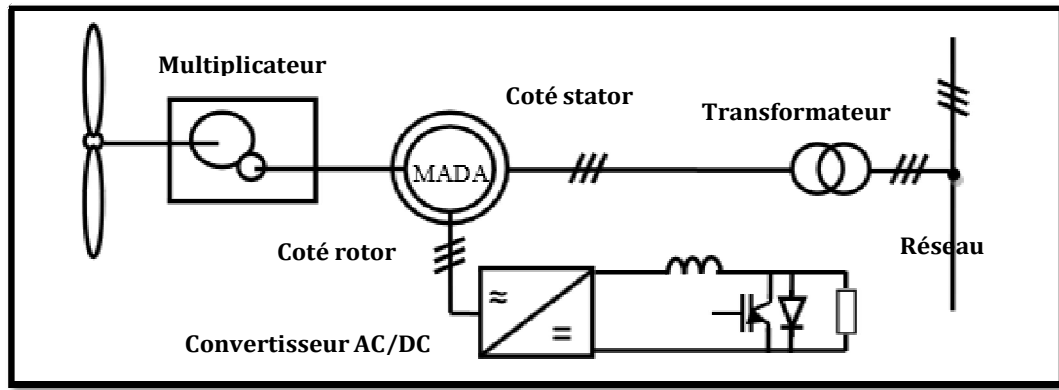 Multiplicateur
Coté stator
Transformateur
MADA
Coté rotor
Réseau
≈
=
Convertisseur AC/DC